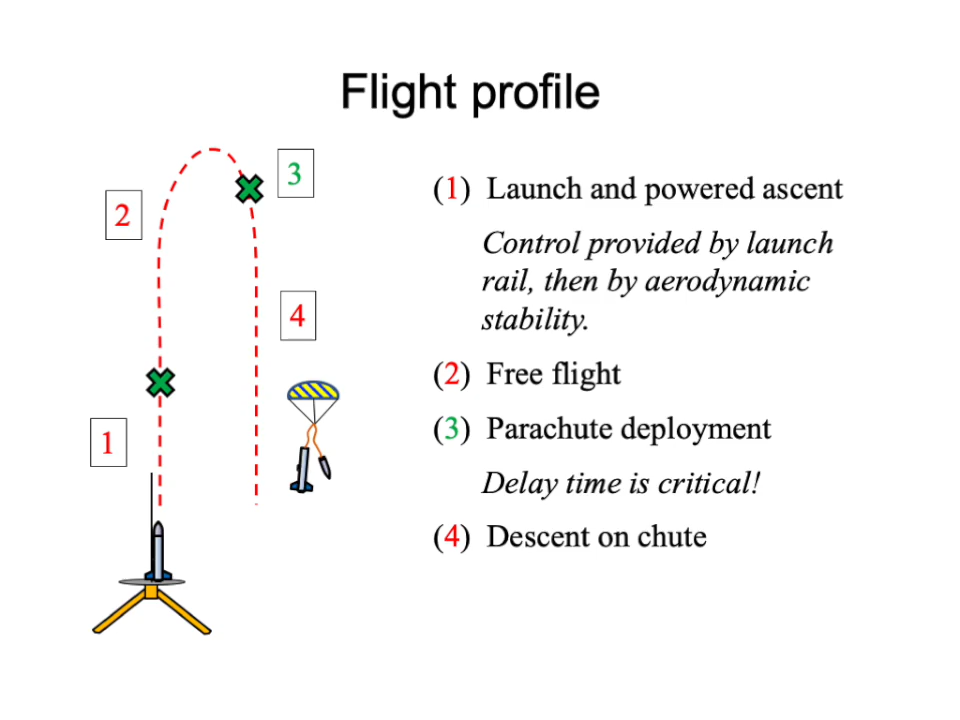 Flight profile
3
2
4
1
(1) Launch and powered ascent
Control provided by launch
rail, then by aerodynamic
stability.
(2) Free flight
(3) Parachute deployment
Delay time is critical!
(4) Descent on chute